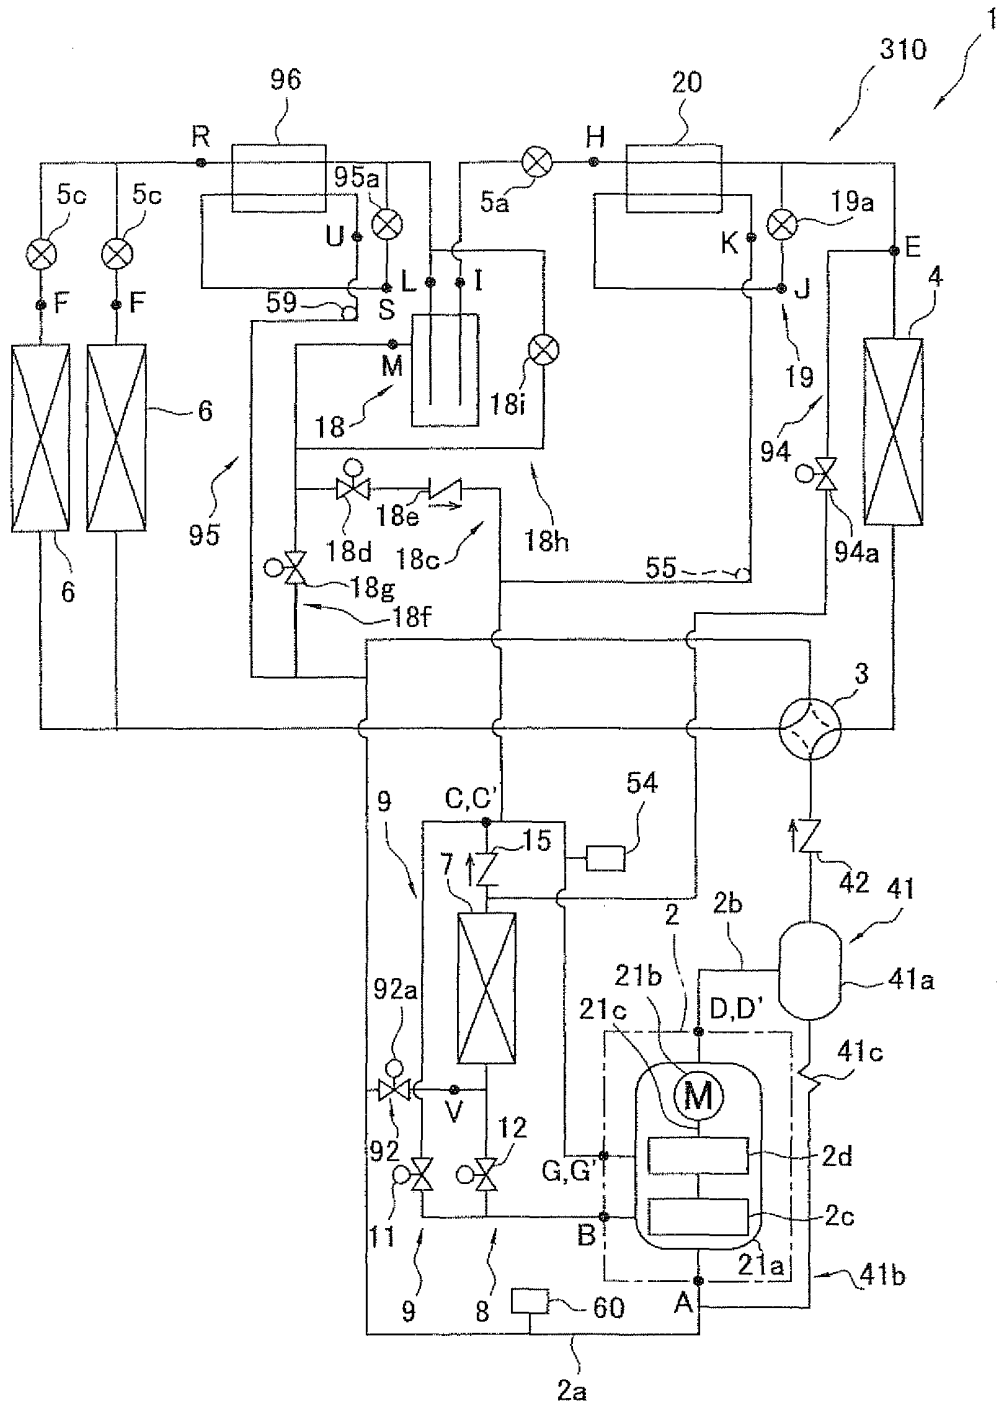 1
310
96
20
R
H
5c
5c
95a
5a
19a
U
K
E
F
F
L
I
S
J
59
4
M
18
18i
19
6
94
95
18d
18e
18c
18h
55
94a
6
18g
18f
3
C,C'
54
9
15
7
42
2
2b
41
92a
21b
21c
D,D'
41a
M
41c
V
92
12
G,G'
2d
11
B
2c
21a
41b
9
8
60
A
2a